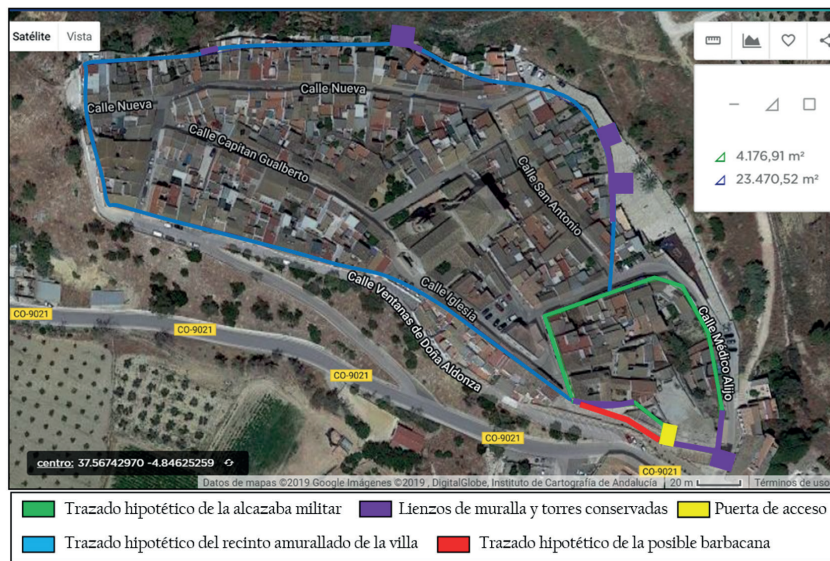 Satélite Vista
Calle Nueva
Calle Nueva
Calle Capitan Gualberto
Calle San Antonio
4.176,91 m²
23.470,52 m²
Calle Iglesia
Calle Ventanas de Doña Aldonza
Calle Médico Alijo
CO-9021
CO-9021
CO-9021
CO-9021
CO-9021
centro: 37.56742970 -4.84625259
Datos de mapas ©2019 Google Imágenes ©2019 , DigitalGlobe, Instituto de Cartografía de Andalucía 20 m Términos de uso
Trazado hipotético de la alcazaba militar Lienzos de muralla y torres conservadas Puerta de acceso
Trazado hipotético del recinto amurallado de la villa Trazado hipotético de la posible barbacana